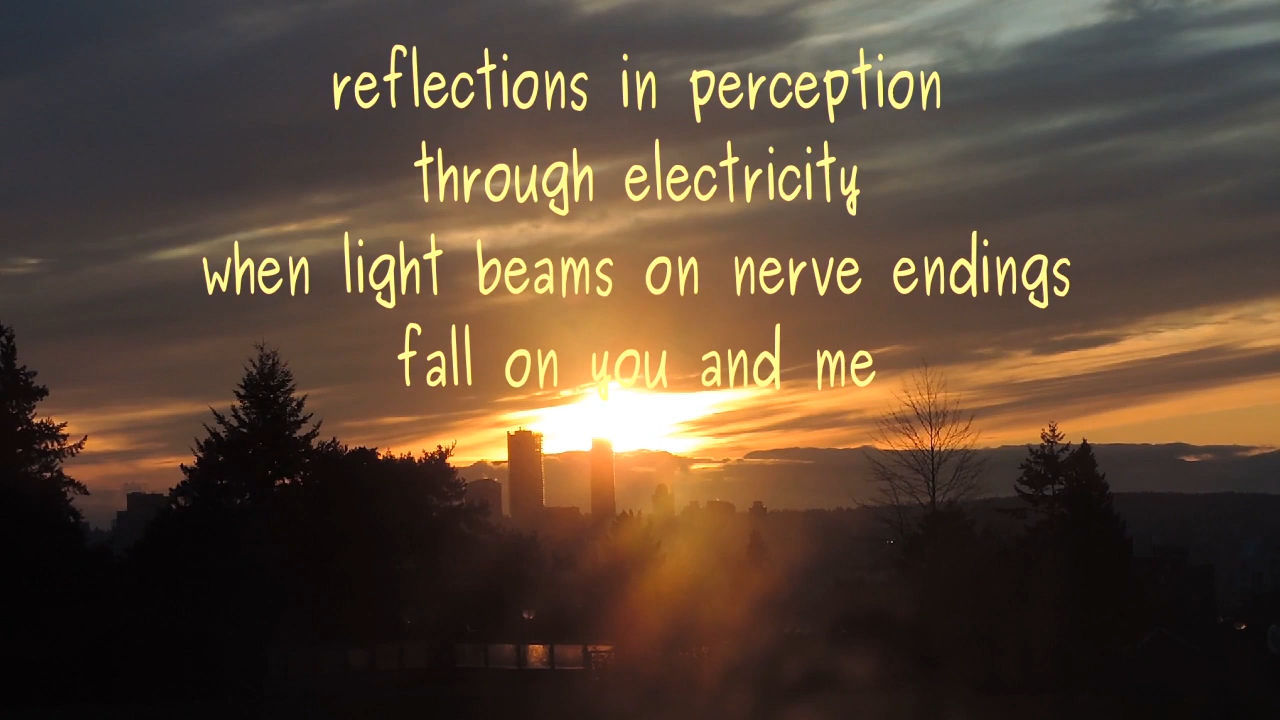 reflections in perception
through electricity
when light beams on nerve endings
fall on you and me